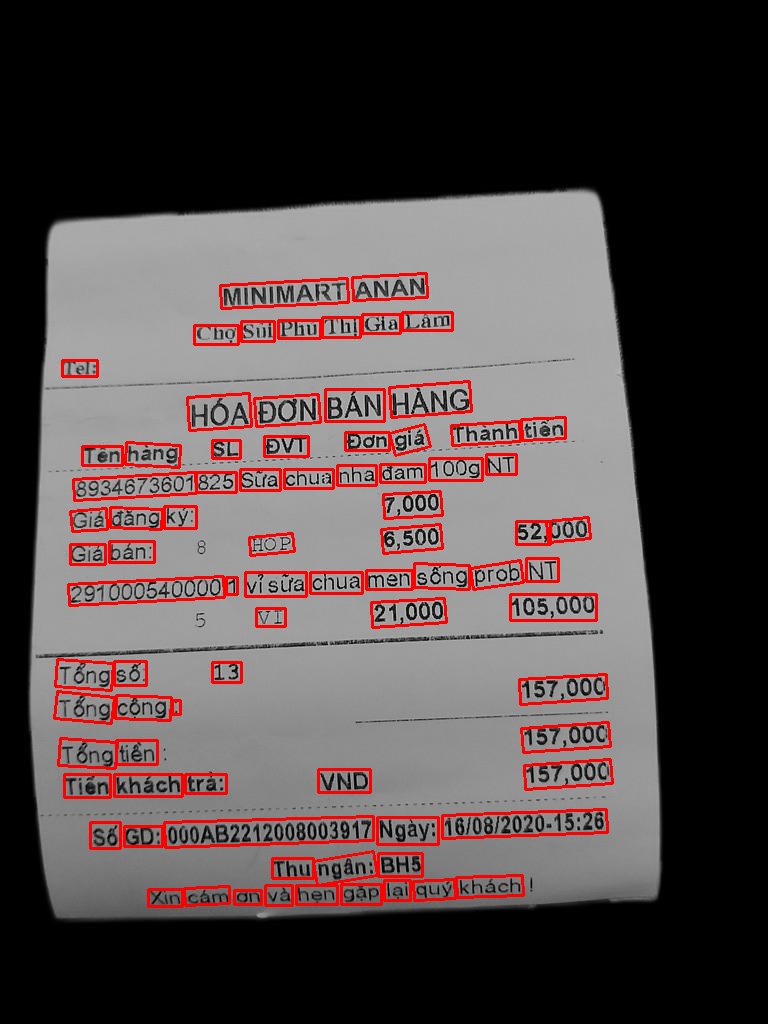 MINIMART ANAN
Chợ Sủi Phu Thị Gia Lâm
Tel:
HÓA ĐƠN BÁN HÀNG
Tên hàng SL ĐVT Đơn giá Thành tiền
8934673601825 Sữa chua nha đam 100g NT
Giá đăng ký: 7,000
Giá bán: 8 HOP 6,500 52,000
2910005400001 vỉ sữa chua men sống prob NT
5 VI 21,000 105,000
Tổng số: 13
Tổng cộng : 157,000
Tổng tiền : 157,000
Tiền khách trả: VND 157,000
Số GD: 000AB2212008003917 Ngày: 16/08/2020-15:26
Thu ngân: BH5
Xin cám ơn và hẹn gặp lại quý khách !